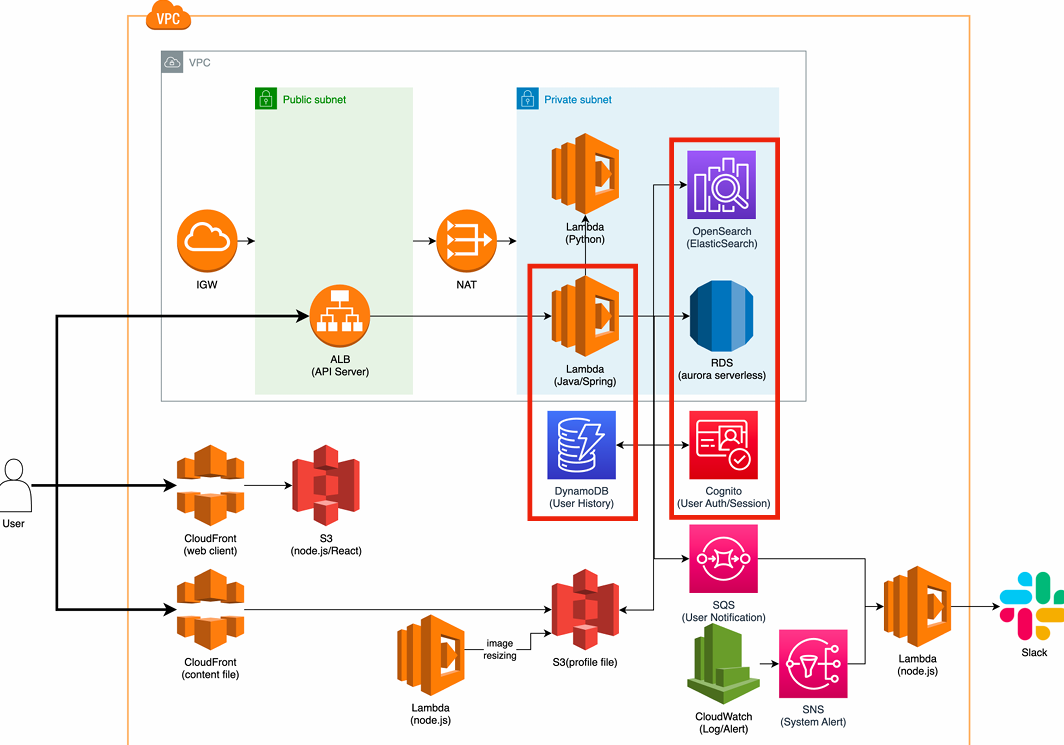 VPC
VPC
Public subnet
Private subnet
Lambda
(Python)
OpenSearch
(ElasticSearch)
IGW
NAT
ALB
(API Server)
Lambda
(Java/Spring)
RDS
(aurora serverless)
DynamoDB
(User History)
Cognito
(User Auth/Session)
User
CloudFront
(web client)
S3
(node.js/React)
SQS
(User Notification)
CloudFront
(content file)
image
resizing
S3(profile file)
Lambda
(node.js)
Slack
Lambda
(node.js)
CloudWatch
(Log/Alert)
SNS
(System Alert)